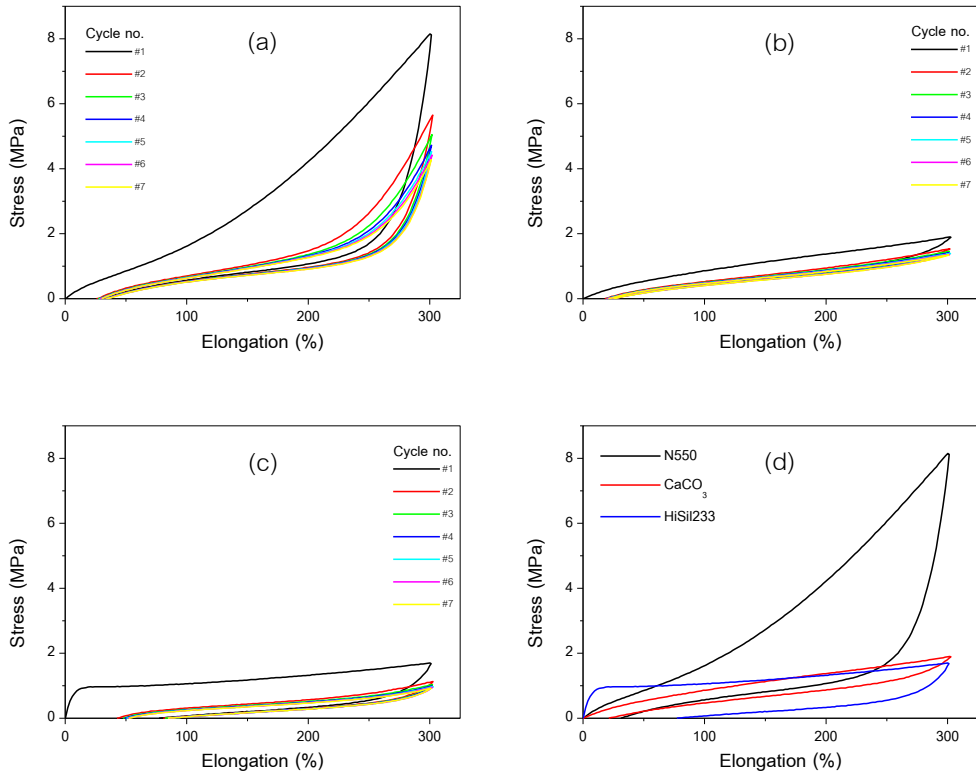 (a)
Cycle no.
#1
#2
#3
#4
#5
#6
#7
8
6
4
2
0
Stress (MPa)
0 100 200 300
Elongation (%)
(b)
Cycle no.
#1
#2
#3
#4
#5
#6
#7
8
6
4
2
0
Stress (MPa)
0 100 200 300
Elongation (%)
(c)
Cycle no.
#1
#2
#3
#4
#5
#6
#7
8
6
4
2
0
Stress (MPa)
0 100 200 300
Elongation (%)
(d)
N550
CaCO3
HiSil233
8
6
4
2
0
Stress (MPa)
0 100 200 300
Elongation (%)